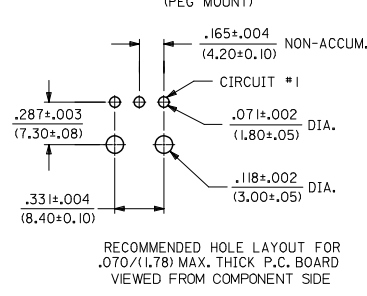 (PEG MOUNT)
.165±.004
(4.20±0.10)
NON-ACCUM.
CIRCUIT #1
.287±.003
(7.30±.08)
.071±.002
(1.80±.05)
DIA.
.118±.002
(3.00±.05)
DIA.
.331±.004
(8.40±0.10)
RECOMMENDED HOLE LAYOUT FOR
.070/(1.78) MAX. THICK P.C. BOARD
VIEWED FROM COMPONENT SIDE